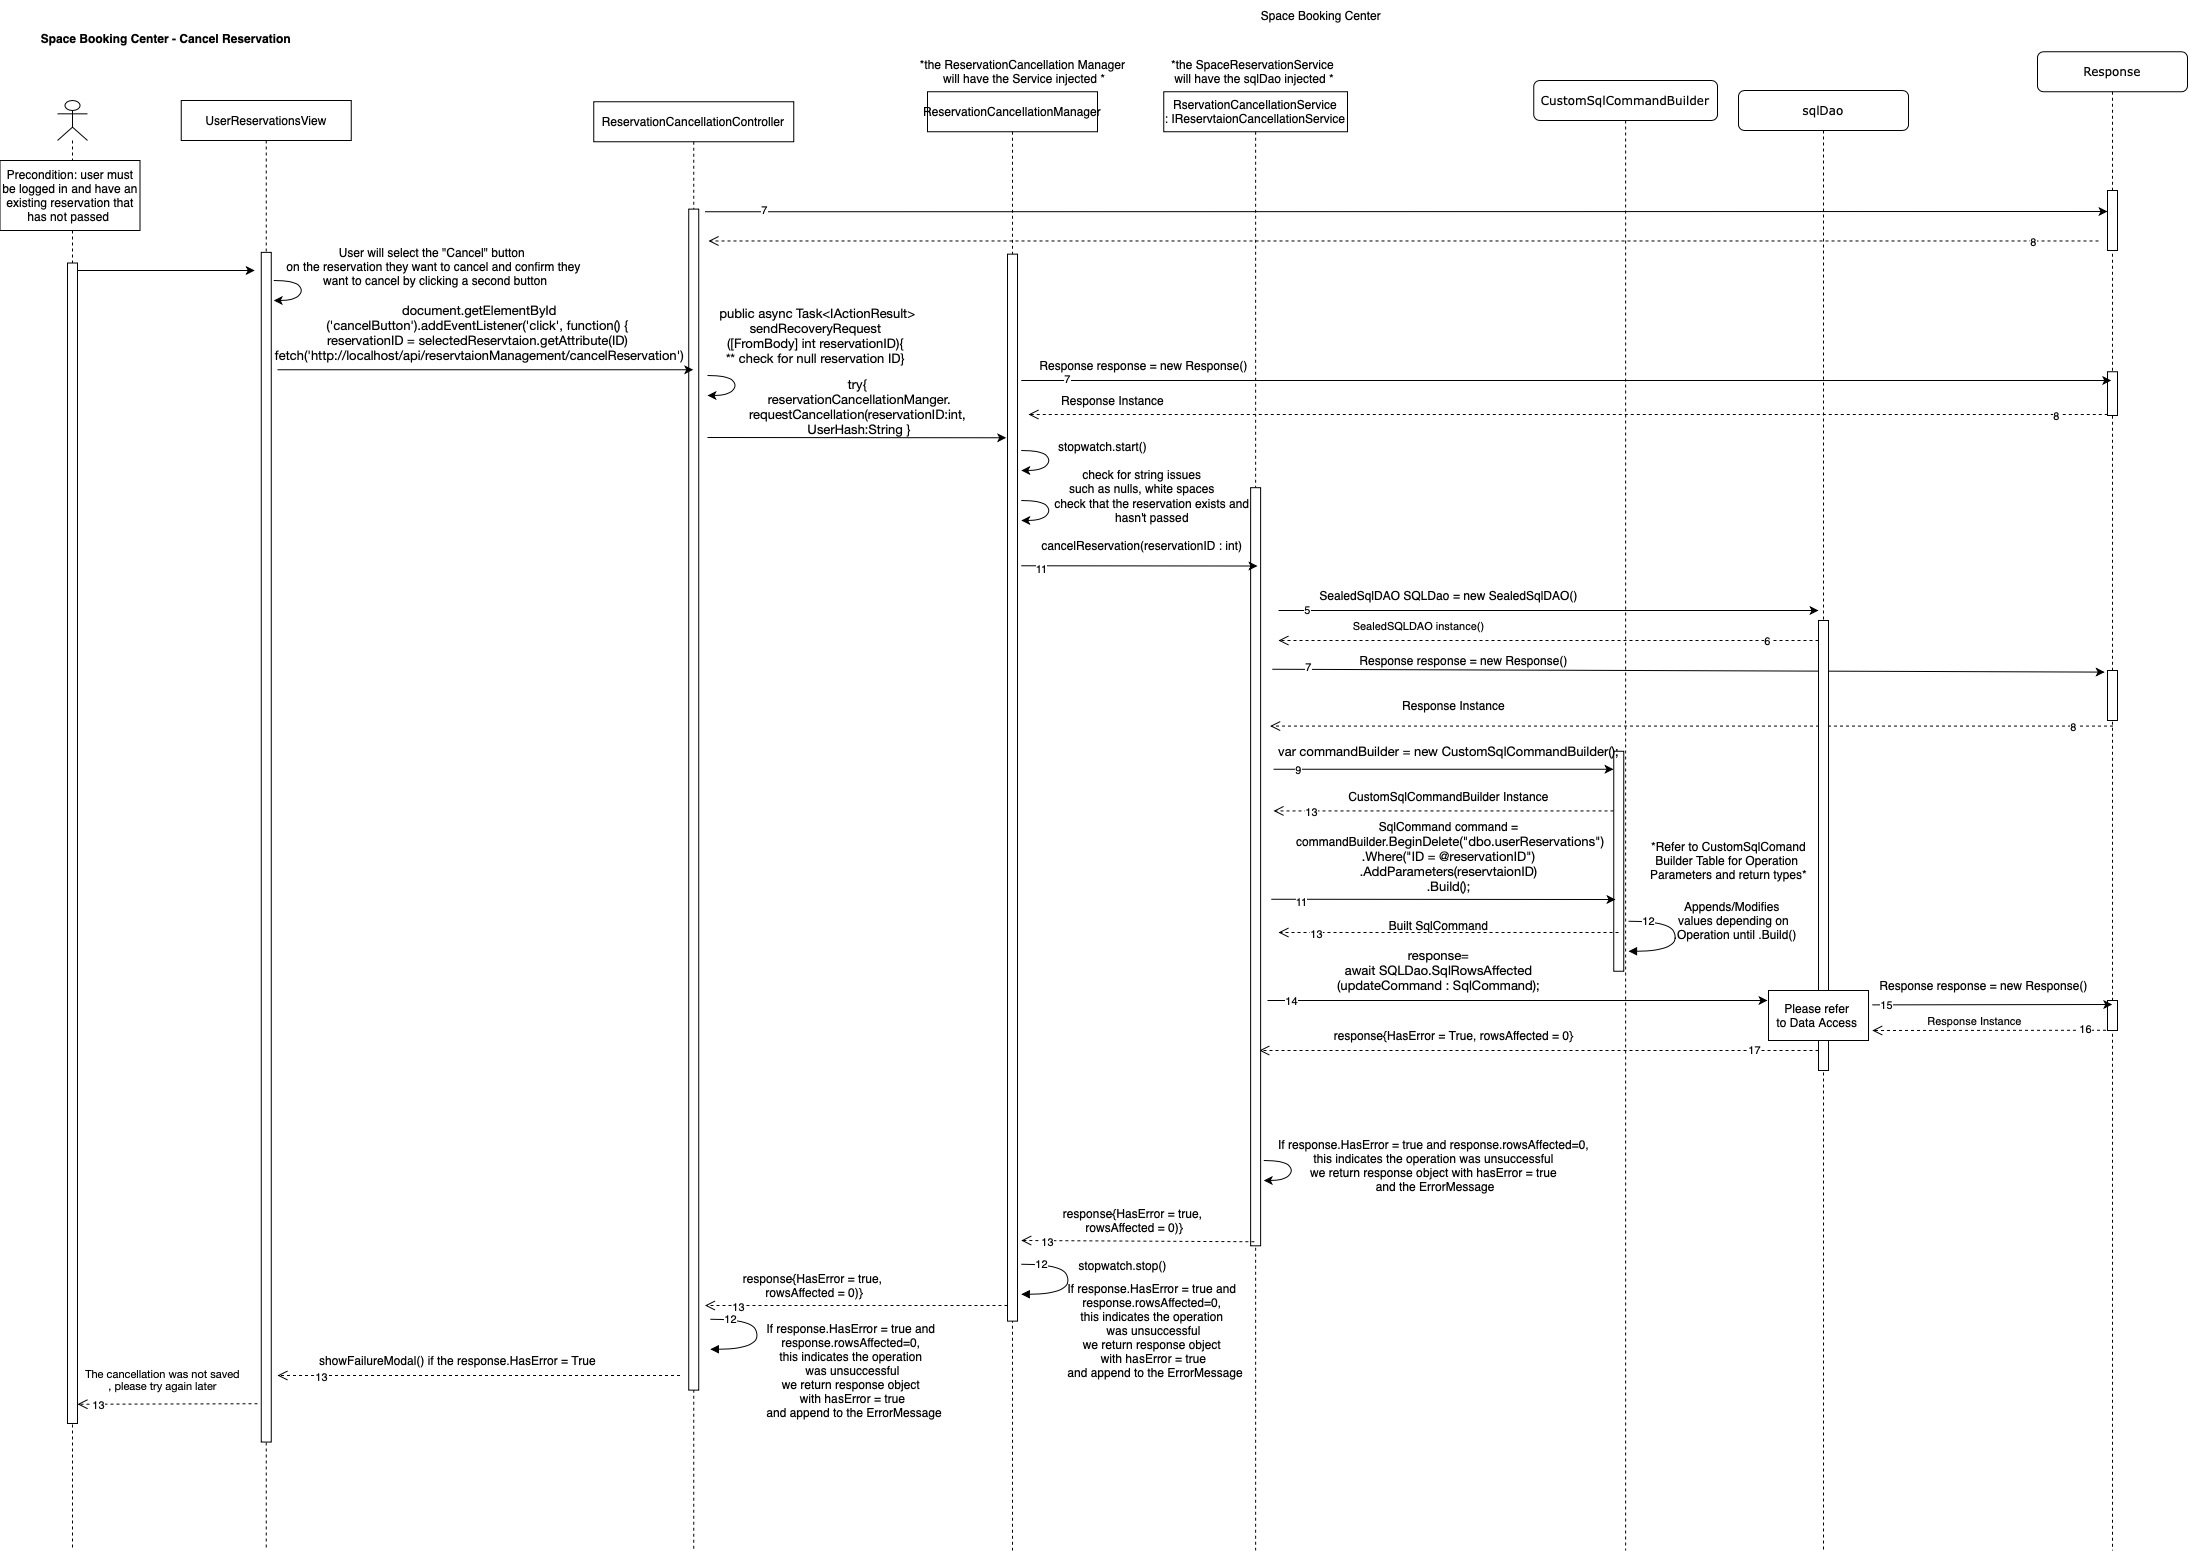 Space Booking Center
Space Booking Center - Cancel Reservation
*the ReservationCancellation Manager
will have the Service injected *
*the SpaceReservationService
will have the sqlDao injected *
Response
UserReservationsView
ReservationCancellationController
ReservationCancellationManager
RservationCancellationService
: IReservtaionCancellationService
CustomSqlCommandBuilder
sqlDao
Precondition: user must
be logged in and have an
existing reservation that
has not passed
7
8
User will select the "Cancel" button
on the reservation they want to cancel and confirm they
want to cancel by clicking a second button
document.getElementById
('cancelButton').addEventListener('click', function() {
reservationID = selectedReservtaion.getAttribute(ID)
fetch('http://localhost/api/reservtaionManagement/cancelReservation')
public async Task<IActionResult>
sendRecoveryRequest
([FromBody] int reservationID){
** check for null reservation ID}
try{
reservationCancellationManger.
requestCancellation(reservationID:int,
UserHash:String }
Response response = new Response()
7
Response Instance
8
stopwatch.start()
check for string issues
such as nulls, white spaces
check that the reservation exists and
hasn't passed
cancelReservation(reservationID : int)
11
SealedSqlDAO SQLDao = new SealedSqlDAO()
5
SealedSQLDAO instance()
6
Response response = new Response()
7
Response Instance
8
var commandBuilder = new CustomSqlCommandBuilder();
9
CustomSqlCommandBuilder Instance
13
SqlCommand command =
commandBuilder.BeginDelete("dbo.userReservations")
.Where("ID = @reservationID")
.AddParameters(reservtaionID)
.Build();
11
*Refer to CustomSqlComand
Builder Table for Operation
Parameters and return types*
12
Appends/Modifies
values depending on
Operation until .Build()
Built SqlCommand
13
response=
await SQLDao.SqlRowsAffected
(updateCommand : SqlCommand);
14
Please refer
to Data Access
Response response = new Response()
15
Response Instance
16
response{HasError = True, rowsAffected = 0}
17
If response.HasError = true and response.rowsAffected=0,
this indicates the operation was unsuccessful
we return response object with hasError = true
and the ErrorMessage
response{HasError = true,
rowsAffected = 0)}
13
12
stopwatch.stop()
If response.HasError = true and
response.rowsAffected=0,
this indicates the operation
was unsuccessful
we return response object
with hasError = true
and append to the ErrorMessage
response{HasError = true,
rowsAffected = 0)}
13
12
If response.HasError = true and
response.rowsAffected=0,
this indicates the operation
was unsuccessful
we return response object
with hasError = true
and append to the ErrorMessage
showFailureModal() if the response.HasError = True
13
The cancellation was not saved
, please try again later
13